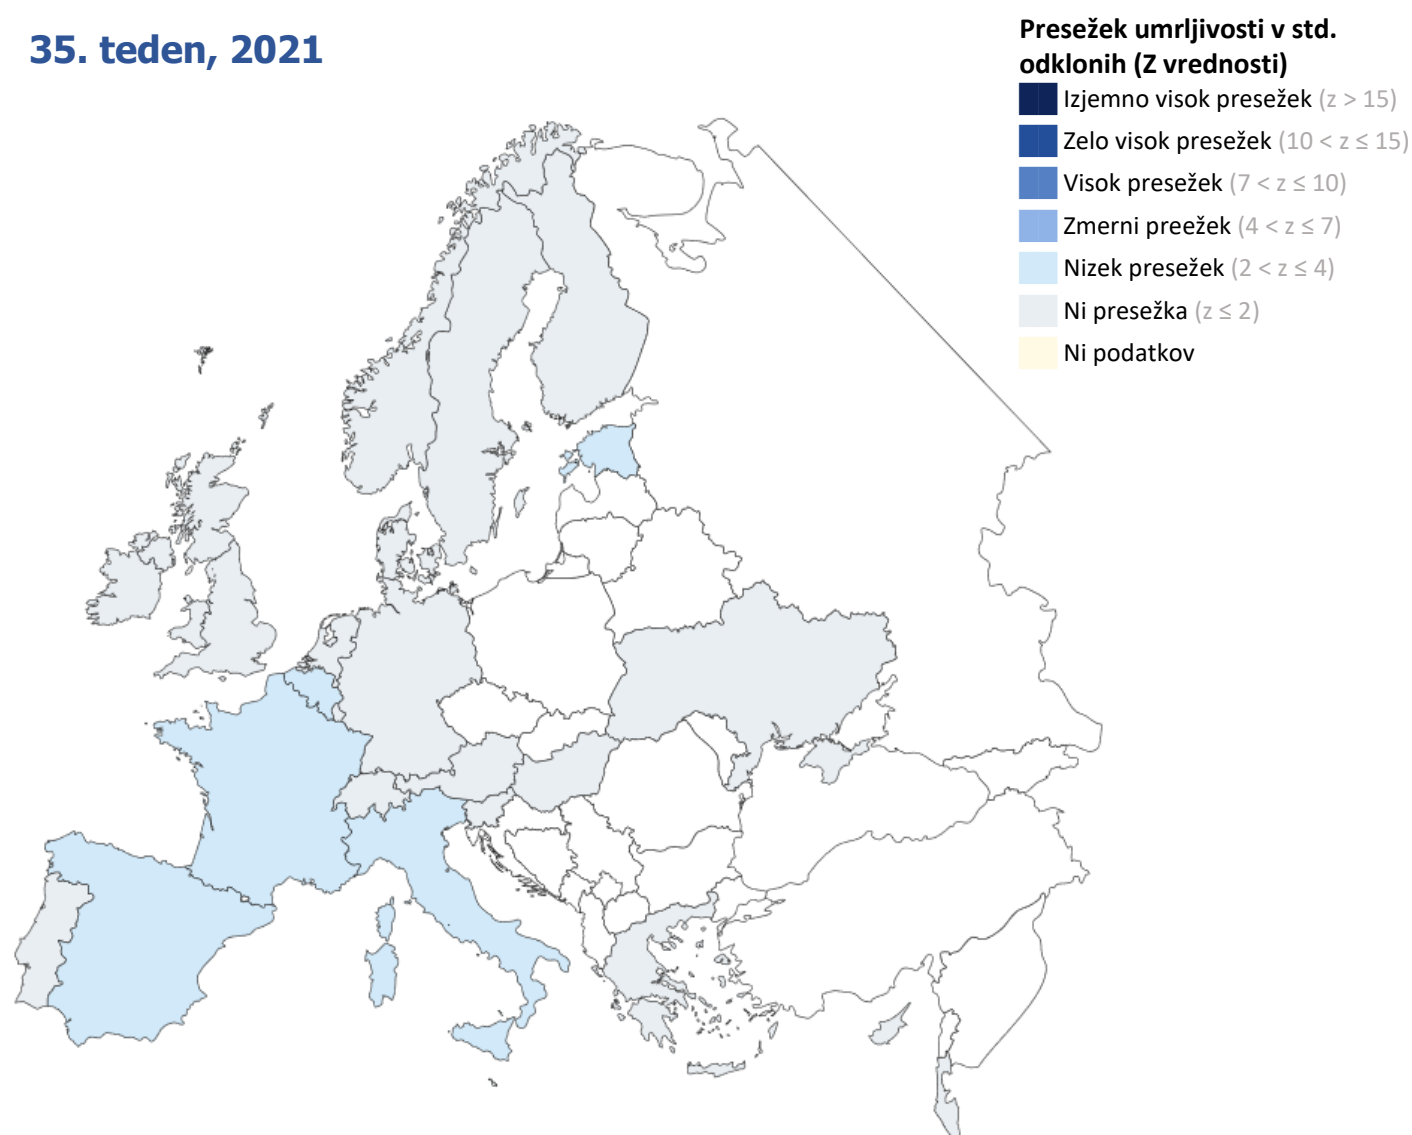 35. teden, 2021
Presežek umrljivosti v std.
odklonih (Z vrednosti)
Izjemno visok presežek (z > 15)
Zelo visok presežek (10 < z ≤ 15)
Visok presežek (7 < z ≤ 10)
Zmerni preežek (4 < z ≤ 7)
Nizek presežek (2 < z ≤ 4)
Ni presežka (z ≤ 2)
Ni podatkov